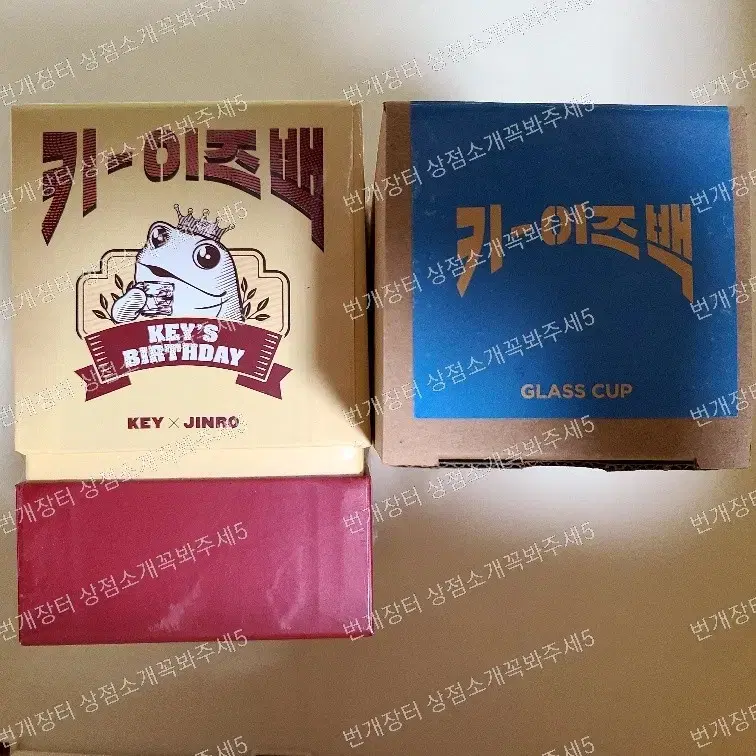 키-이즈백
KEY'S
BIRTHDAY
KEY × JINRO
키-이즈백
GLASS CUP
번개장터 상점소개꼭봐주세5